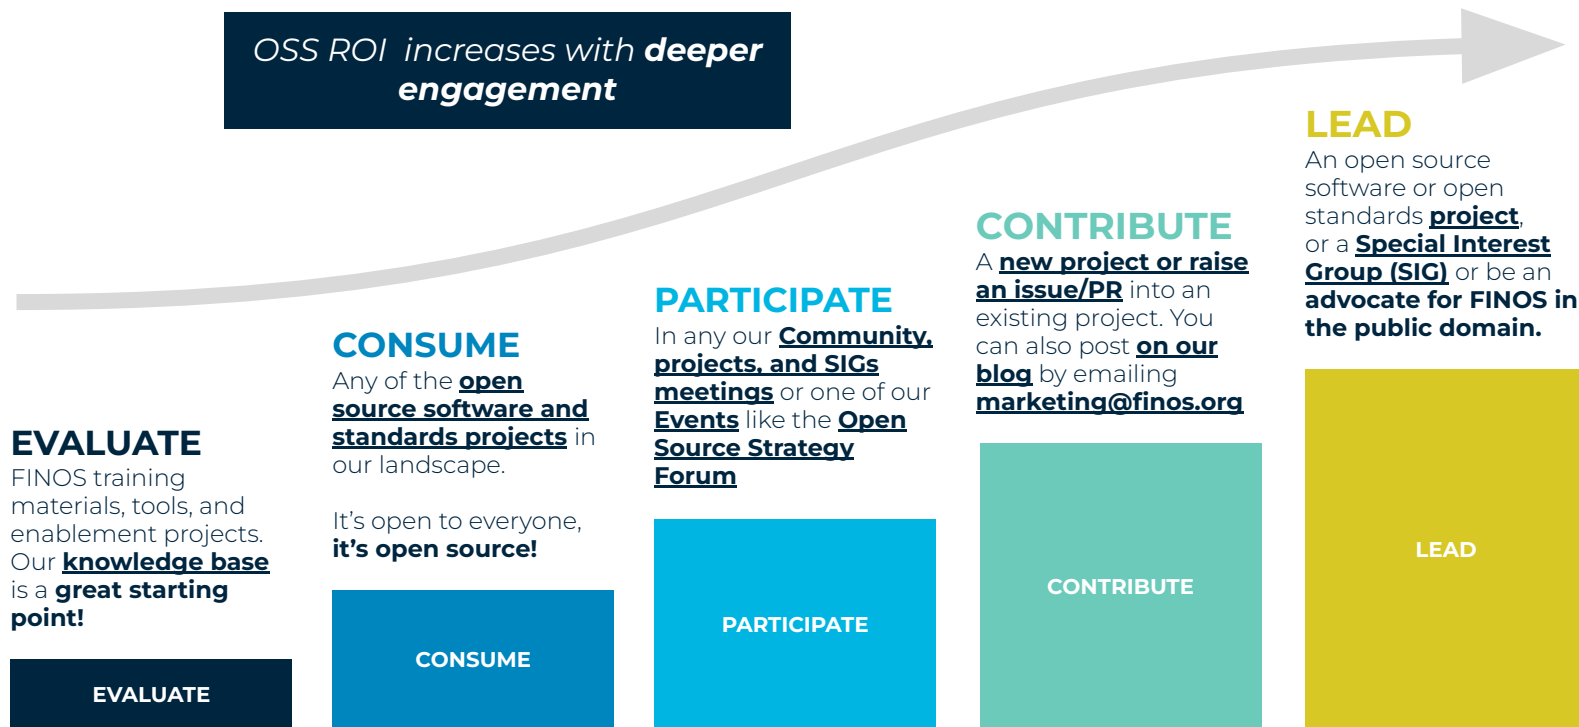 OSS ROI increases with deeper
engagement
EVALUATE
FINOS training
materials, tools, and
enablement projects.
Our knowledge base
is a great starting
point!
EVALUATE
CONSUME
Any of the open
source software and
standards projects in
our landscape.
It’s open to everyone,
it’s open source!
CONSUME
PARTICIPATE
In any our Community,
projects, and SIGs
meetings or one of our
Events like the Open
Source Strategy
Forum
PARTICIPATE
CONTRIBUTE
A new project or raise
an issue/PR into an
existing project. You
can also post on our
blog by emailing
marketing@finos.org
CONTRIBUTE
LEAD
An open source
software or open
standards project,
or a Special Interest
Group (SIG) or be an
advocate for FINOS in
the public domain.
LEAD